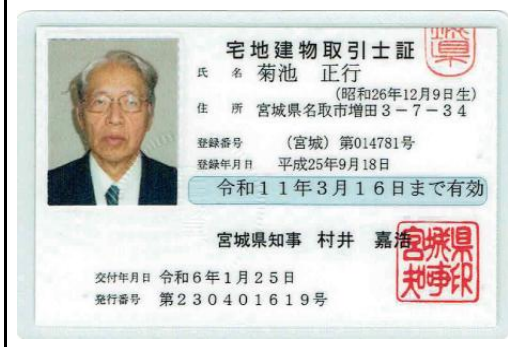 宅地建物取引士証
氏 名 菊池 正行
(昭和26年12月9日生)
住 所 宮城県名取市増田3-7-34
登録番号 (宮城) 第014781号
登録年月日 平成25年9月18日
令和11年3月16日まで有効
宮城県知事 村井 嘉浩
宮城県知事印
交付年月日 令和6年1月25日
発行番号 第230401619号